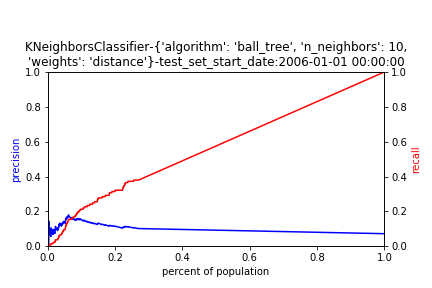 KNeighborsClassifier-{'algorithm': 'ball_tree', 'n_neighbors': 10,
'weights': 'distance'}-test_set_start_date:2006-01-01 00:00:00
1.0
0.8
0.6
0.4
0.2
0.0
precision
0.0 0.2 0.4 0.6 0.8 1.0
percent of population
1.0
0.8
0.6
0.4
0.2
0.0
recall